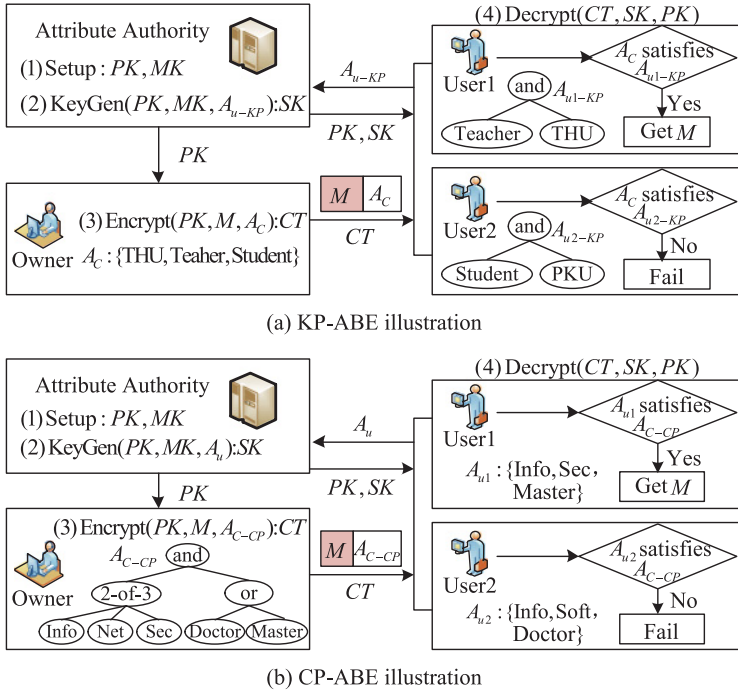 Attribute Authority
(1) Setup : PK, MK
(2) KeyGen(PK, MK, A_{u-KP}):SK
PK
A_{u-KP}
PK, SK
(3) Encrypt(PK, M, A_C):CT
Owner
A_C : {THU, Teaher, Student}
M A_C
CT
(4) Decrypt(CT, SK, PK)
User1
and
A_{u1-KP}
Teacher THU
A_C satisfies
A_{u1-KP}
Yes
Get M
User2
and
A_{u2-KP}
Student PKU
A_C satisfies
A_{u2-KP}
No
Fail
(a) KP-ABE illustration
Attribute Authority
(1) Setup : PK, MK
(2) KeyGen(PK, MK, A_u):SK
PK
A_u
PK, SK
(3) Encrypt(PK, M, A_{C-CP}):CT
A_{C-CP} and
Owner
2-of-3 or
Info Net Sec Doctor Master
M A_{C-CP}
CT
(4) Decrypt(CT, SK, PK)
User1
A_{u1} : {Info, Sec,
Master}
A_{u1} satisfies
A_{C-CP}
Yes
Get M
User2
A_{u2} : {Info, Soft,
Doctor}
A_{u2} satisfies
A_{C-CP}
No
Fail
(b) CP-ABE illustration